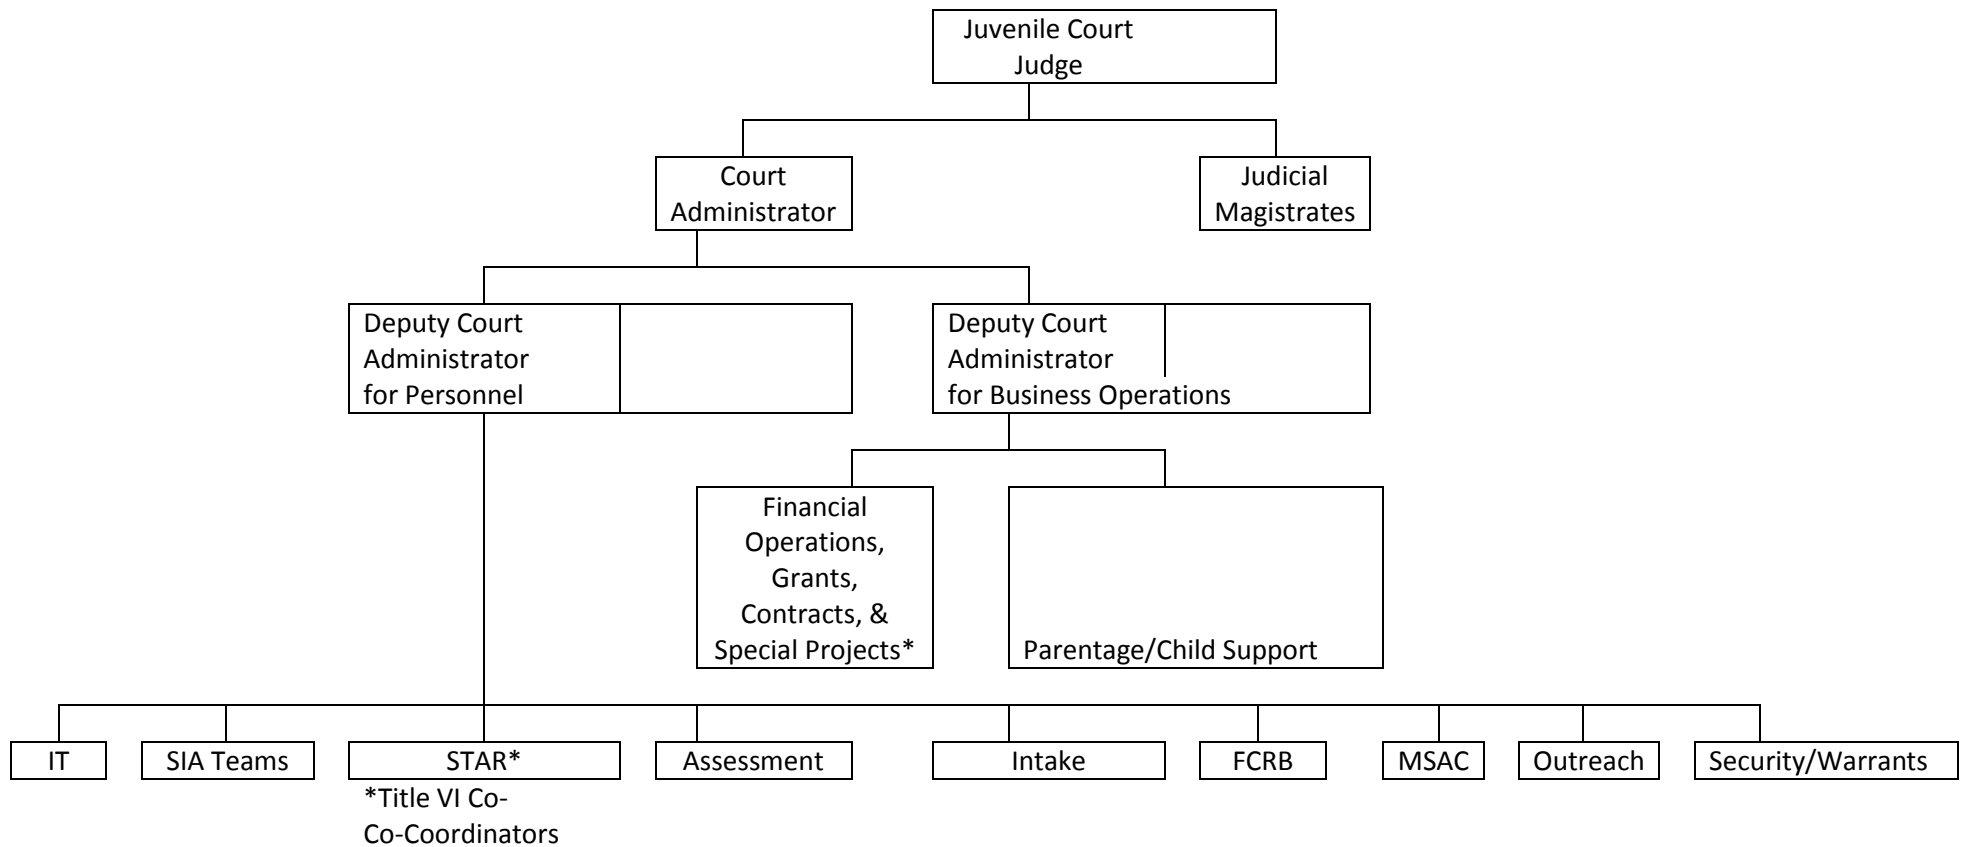 Juvenile Court
Judge
Court
Administrator
Judicial
Magistrates
Deputy Court
Administrator
for Personnel
Deputy Court
Administrator
for Business Operations
Financial
Operations,
Grants,
Contracts, &
Special Projects*
Parentage/Child Support
IT
SIA Teams
STAR*
Assessment
Intake
FCRB
MSAC
Outreach
Security/Warrants
*Title VI Co-
Co-Coordinators